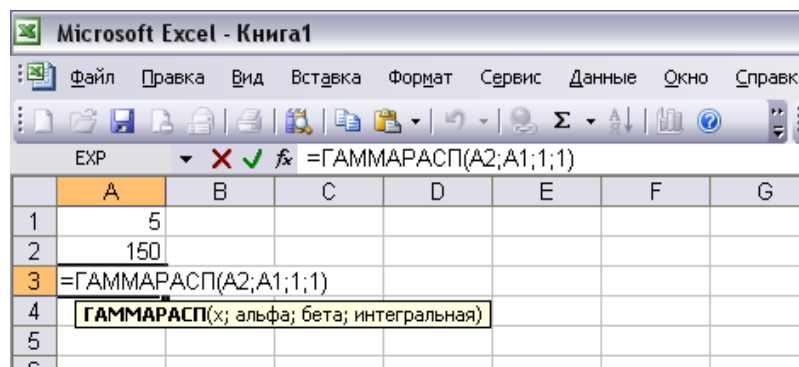 Microsoft Excel - Книга1
Файл Правка Вид Вставка Формат Сервис Данные Окно Справк
Σ
EXP fx =ГАММАРАСП(A2;A1;1;1)
A B C D E F G
1 5
2 150
3 =ГАММАРАСП(A2;A1;1;1)
4 ГАММАРАСП(x; альфа; бета; интегральная)
5